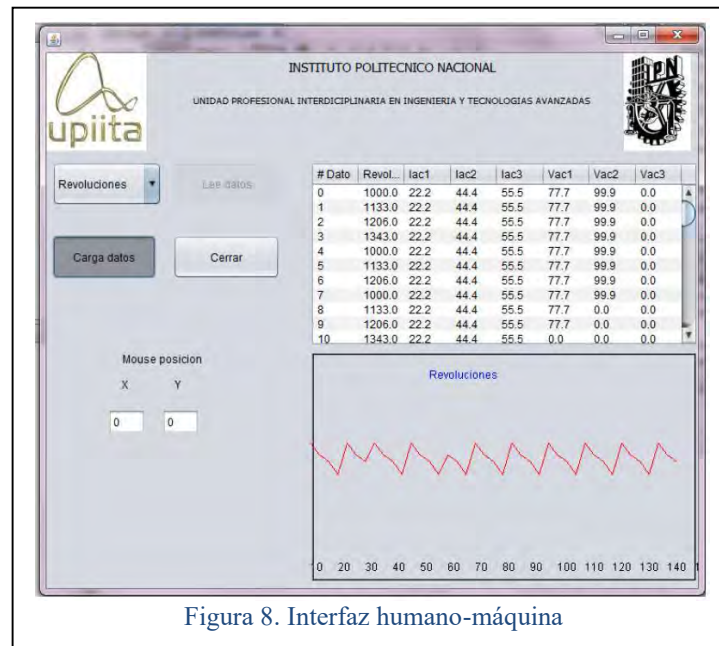 INSTITUTO POLITECNICO NACIONAL
UNIDAD PROFESIONAL INTERDICIPLINARIA EN INGENIERIA Y TECNOLOGIAS AVANZADAS
upiita
IPN
Revoluciones
Lee datos
Carga datos
Cerrar
Mouse posicion
X Y
0 0
# Dato Revol... Iac1 Iac2 Iac3 Vac1 Vac2 Vac3
0 1000.0 22.2 44.4 55.5 77.7 99.9 0.0
1 1133.0 22.2 44.4 55.5 77.7 99.9 0.0
2 1206.0 22.2 44.4 55.5 77.7 99.9 0.0
3 1343.0 22.2 44.4 55.5 77.7 99.9 0.0
4 1000.0 22.2 44.4 55.5 77.7 99.9 0.0
5 1133.0 22.2 44.4 55.5 77.7 99.9 0.0
6 1206.0 22.2 44.4 55.5 77.7 99.9 0.0
7 1000.0 22.2 44.4 55.5 77.7 99.9 0.0
8 1133.0 22.2 44.4 55.5 77.7 0.0 0.0
9 1206.0 22.2 44.4 55.5 77.7 0.0 0.0
10 1343.0 22.2 44.4 55.5 0.0 0.0 0.0
Revoluciones
0 20 30 40 50 60 70 80 90 100 110 120 130 140 1
Figura 8. Interfaz humano-máquina